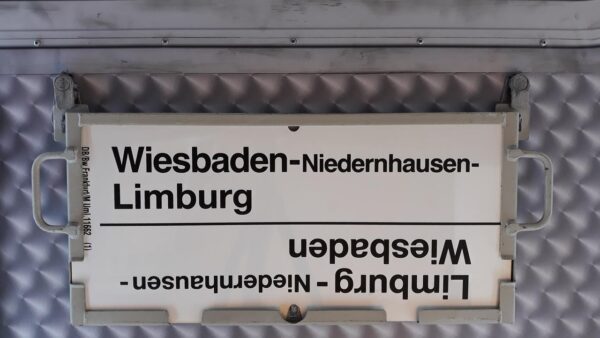 Wiesbaden-Niedernhausen-
Limburg
Limburg - Niedernhausen -
Wiesbaden